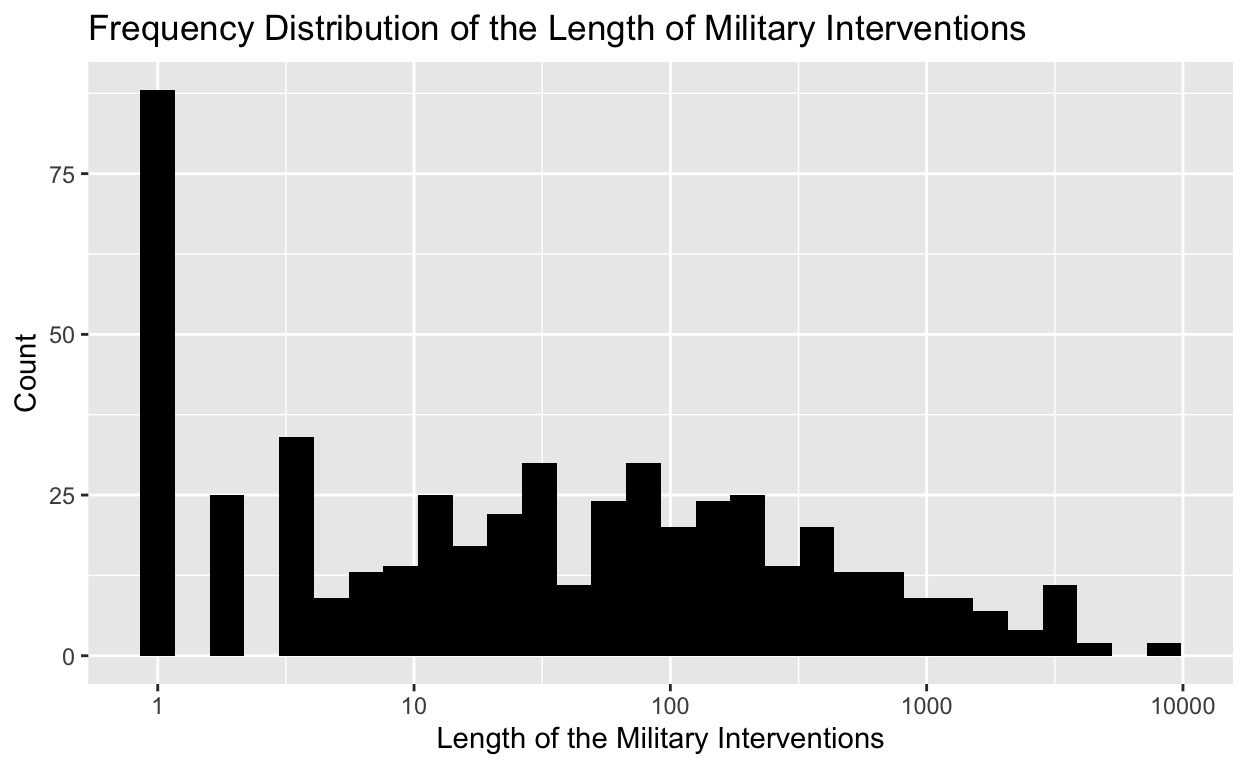 Frequency Distribution of the Length of Military Interventions
75
50
25
0
Count
1 10 100 1000 10000
Length of the Military Interventions